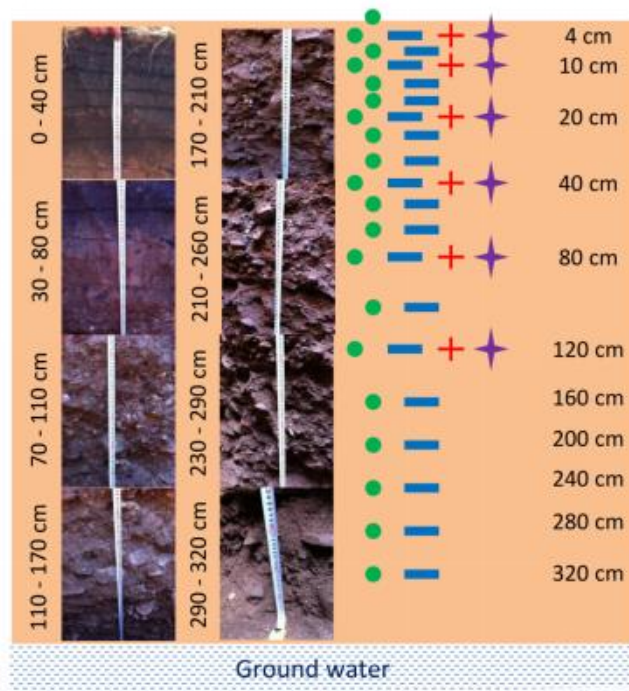 0 - 40 cm
30 - 80 cm
70 - 110 cm
110 - 170 cm
170 - 210 cm
210 - 260 cm
230 - 290 cm
290 - 320 cm
4 cm
10 cm
20 cm
40 cm
80 cm
120 cm
160 cm
200 cm
240 cm
280 cm
320 cm
Ground water